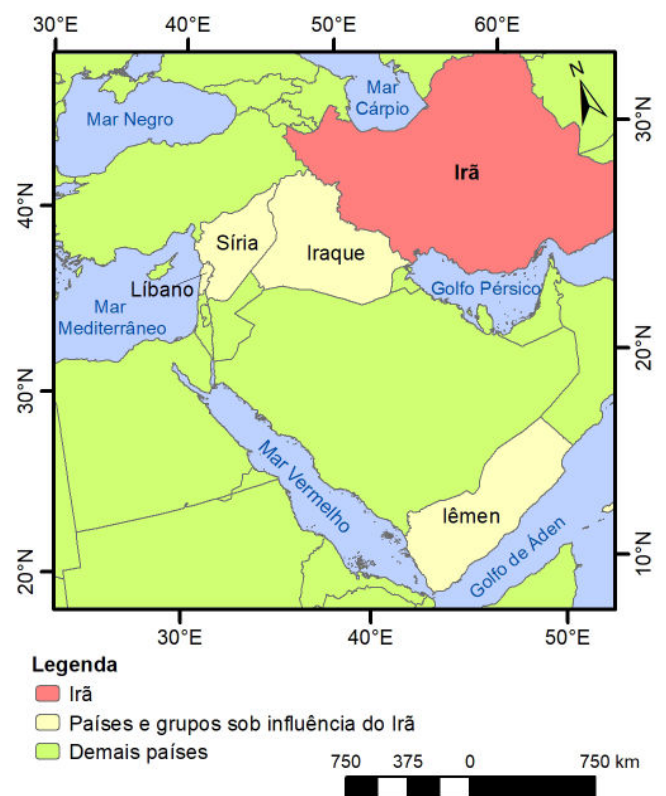 30°E 40°E 50°E 60°E
N
Mar
Cárpio
Mar Negro
30°N
Irã
40°N
Síria
Iraque
Líbano
Golfo Pérsico
Mar
Mediterrâneo
20°N
30°N
Mar Vermelho
Iêmen
Golfo de Áden
10°N
20°N
30°E 40°E 50°E
Legenda
Irã
Países e grupos sob influência do Irã
Demais países
750 375 0 750 km